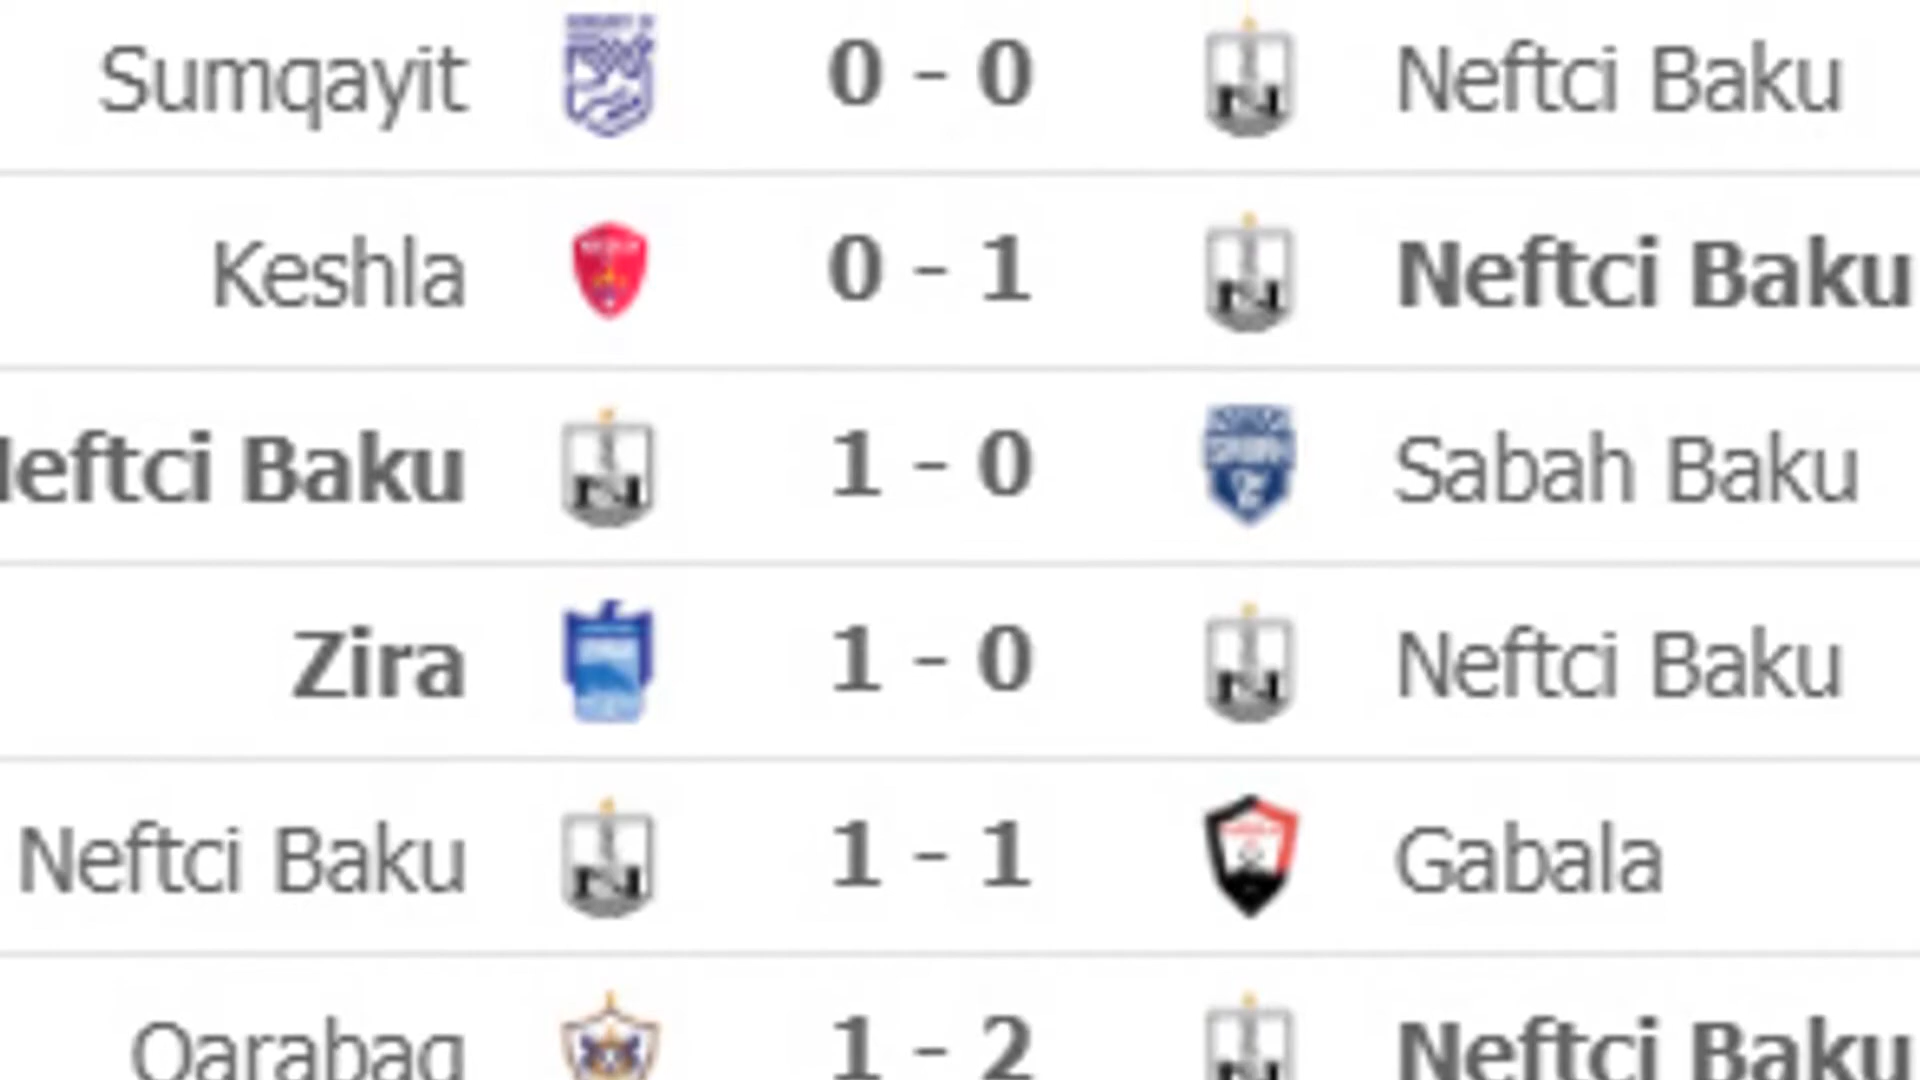 Sumqayit 0 - 0 Neftci Baku
Keshla 0 - 1 Neftci Baku
Neftci Baku 1 - 0 Sabah Baku
Zira 1 - 0 Neftci Baku
Neftci Baku 1 - 1 Gabala
Qarabag 1 - 2 Neftci Baku